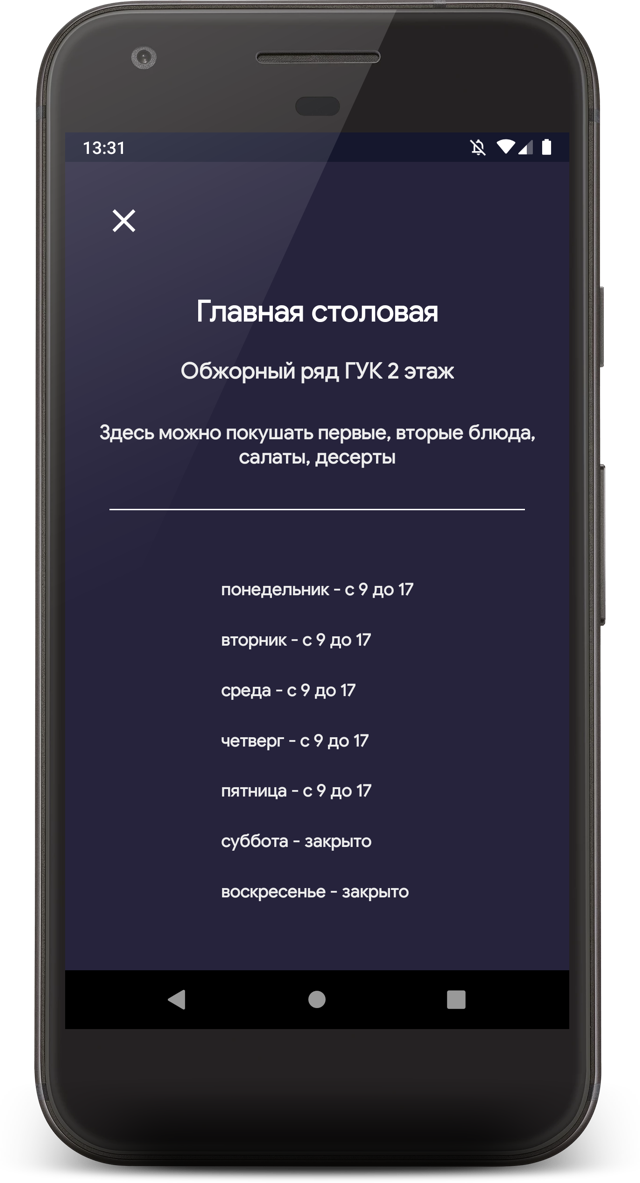 13:31
Главная столовая
Обжорный ряд ГУК 2 этаж
Здесь можно покушать первые, вторые блюда,
салаты, десерты
понедельник - с 9 до 17
вторник - с 9 до 17
среда - с 9 до 17
четверг - с 9 до 17
пятница - с 9 до 17
суббота - закрыто
воскресенье - закрыто